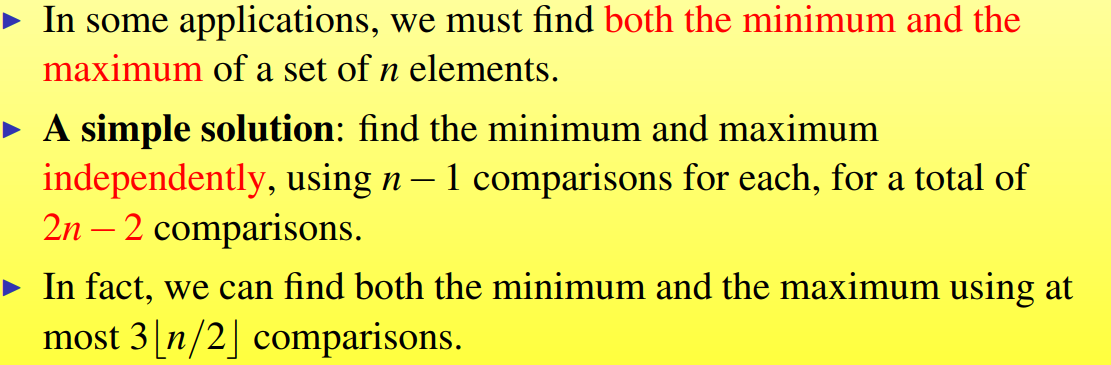 ▶ In some applications, we must find both the minimum and the
maximum of a set of n elements.
▶ A simple solution: find the minimum and maximum
independently, using n − 1 comparisons for each, for a total of
2n − 2 comparisons.
▶ In fact, we can find both the minimum and the maximum using at
most 3⌊n/2⌋ comparisons.